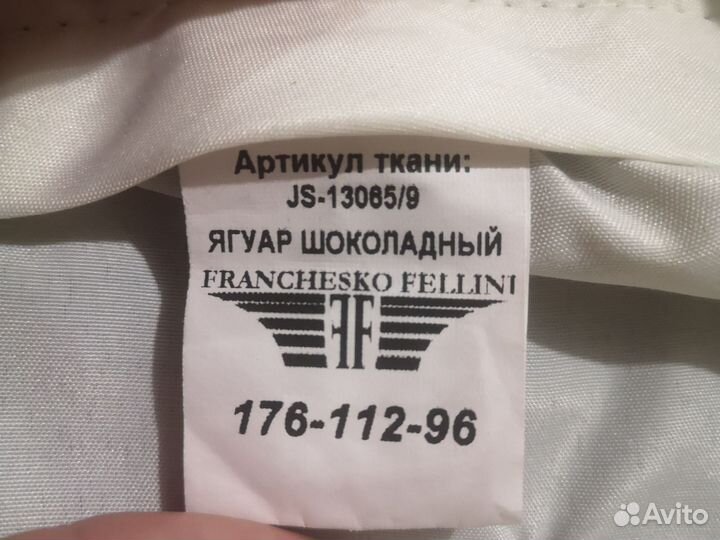 Артикул ткани:
JS-13065/9
ЯГУАР ШОКОЛАДНЫЙ
FRANCHESKO FELLINI
FF
176-112-96
Avito